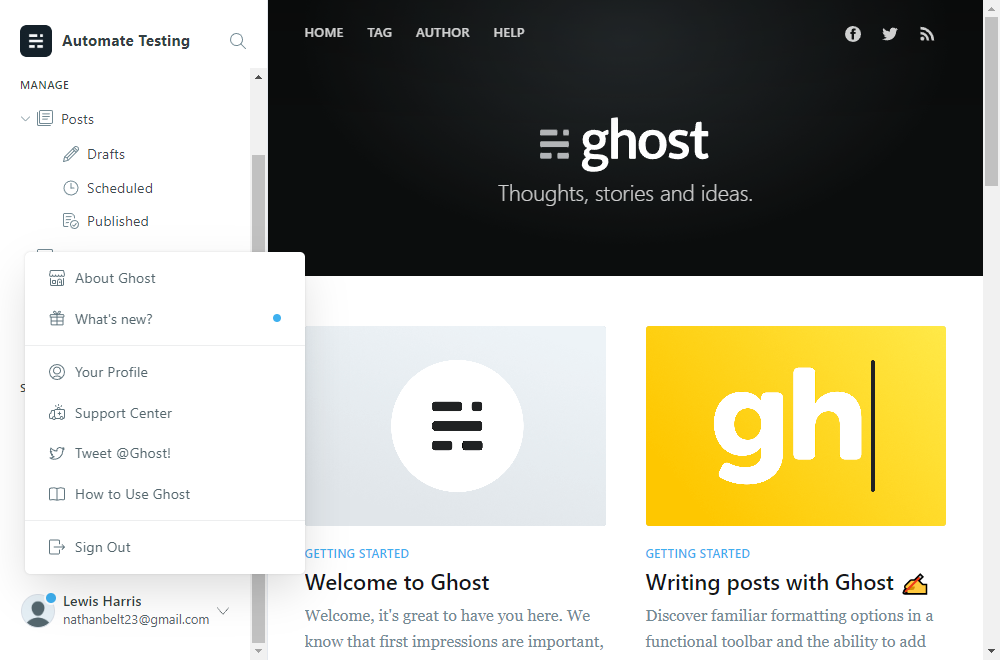 Automate Testing
MANAGE
Posts
Drafts
Scheduled
Published
About Ghost
What's new?
Your Profile
Support Center
Tweet @Ghost!
How to Use Ghost
Sign Out
Lewis Harris
nathanbelt23@gmail.com
HOME TAG AUTHOR HELP
ghost
Thoughts, stories and ideas.
gh
GETTING STARTED
Welcome to Ghost
Welcome, it's great to have you here. We
know that first impressions are important,
GETTING STARTED
Writing posts with Ghost ✍️
Discover familiar formatting options in a
functional toolbar and the ability to add